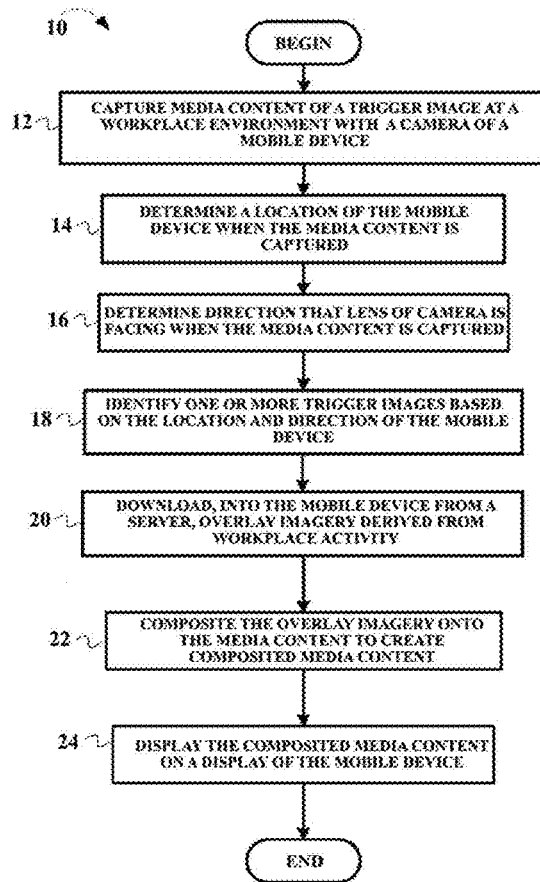 10
BEGIN
12
CAPTURE MEDIA CONTENT OF A TRIGGER IMAGE AT A
WORKPLACE ENVIRONMENT WITH A CAMERA OF A
MOBILE DEVICE
14
DETERMINE A LOCATION OF THE MOBILE
DEVICE WHEN THE MEDIA CONTENT IS
CAPTURED
16
DETERMINE DIRECTION THAT LENS OF CAMERA IS
FACING WHEN THE MEDIA CONTENT IS CAPTURED
18
IDENTIFY ONE OR MORE TRIGGER IMAGES BASED
ON THE LOCATION AND DIRECTION OF THE MOBILE
DEVICE
20
DOWNLOAD, INTO THE MOBILE DEVICE FROM A
SERVER, OVERLAY IMAGERY DERIVED FROM
WORKPLACE ACTIVITY
22
COMPOSITE THE OVERLAY IMAGERY ONTO
THE MEDIA CONTENT TO CREATE
COMPOSITED MEDIA CONTENT
24
DISPLAY THE COMPOSITED MEDIA CONTENT
ON A DISPLAY OF THE MOBILE DEVICE
END